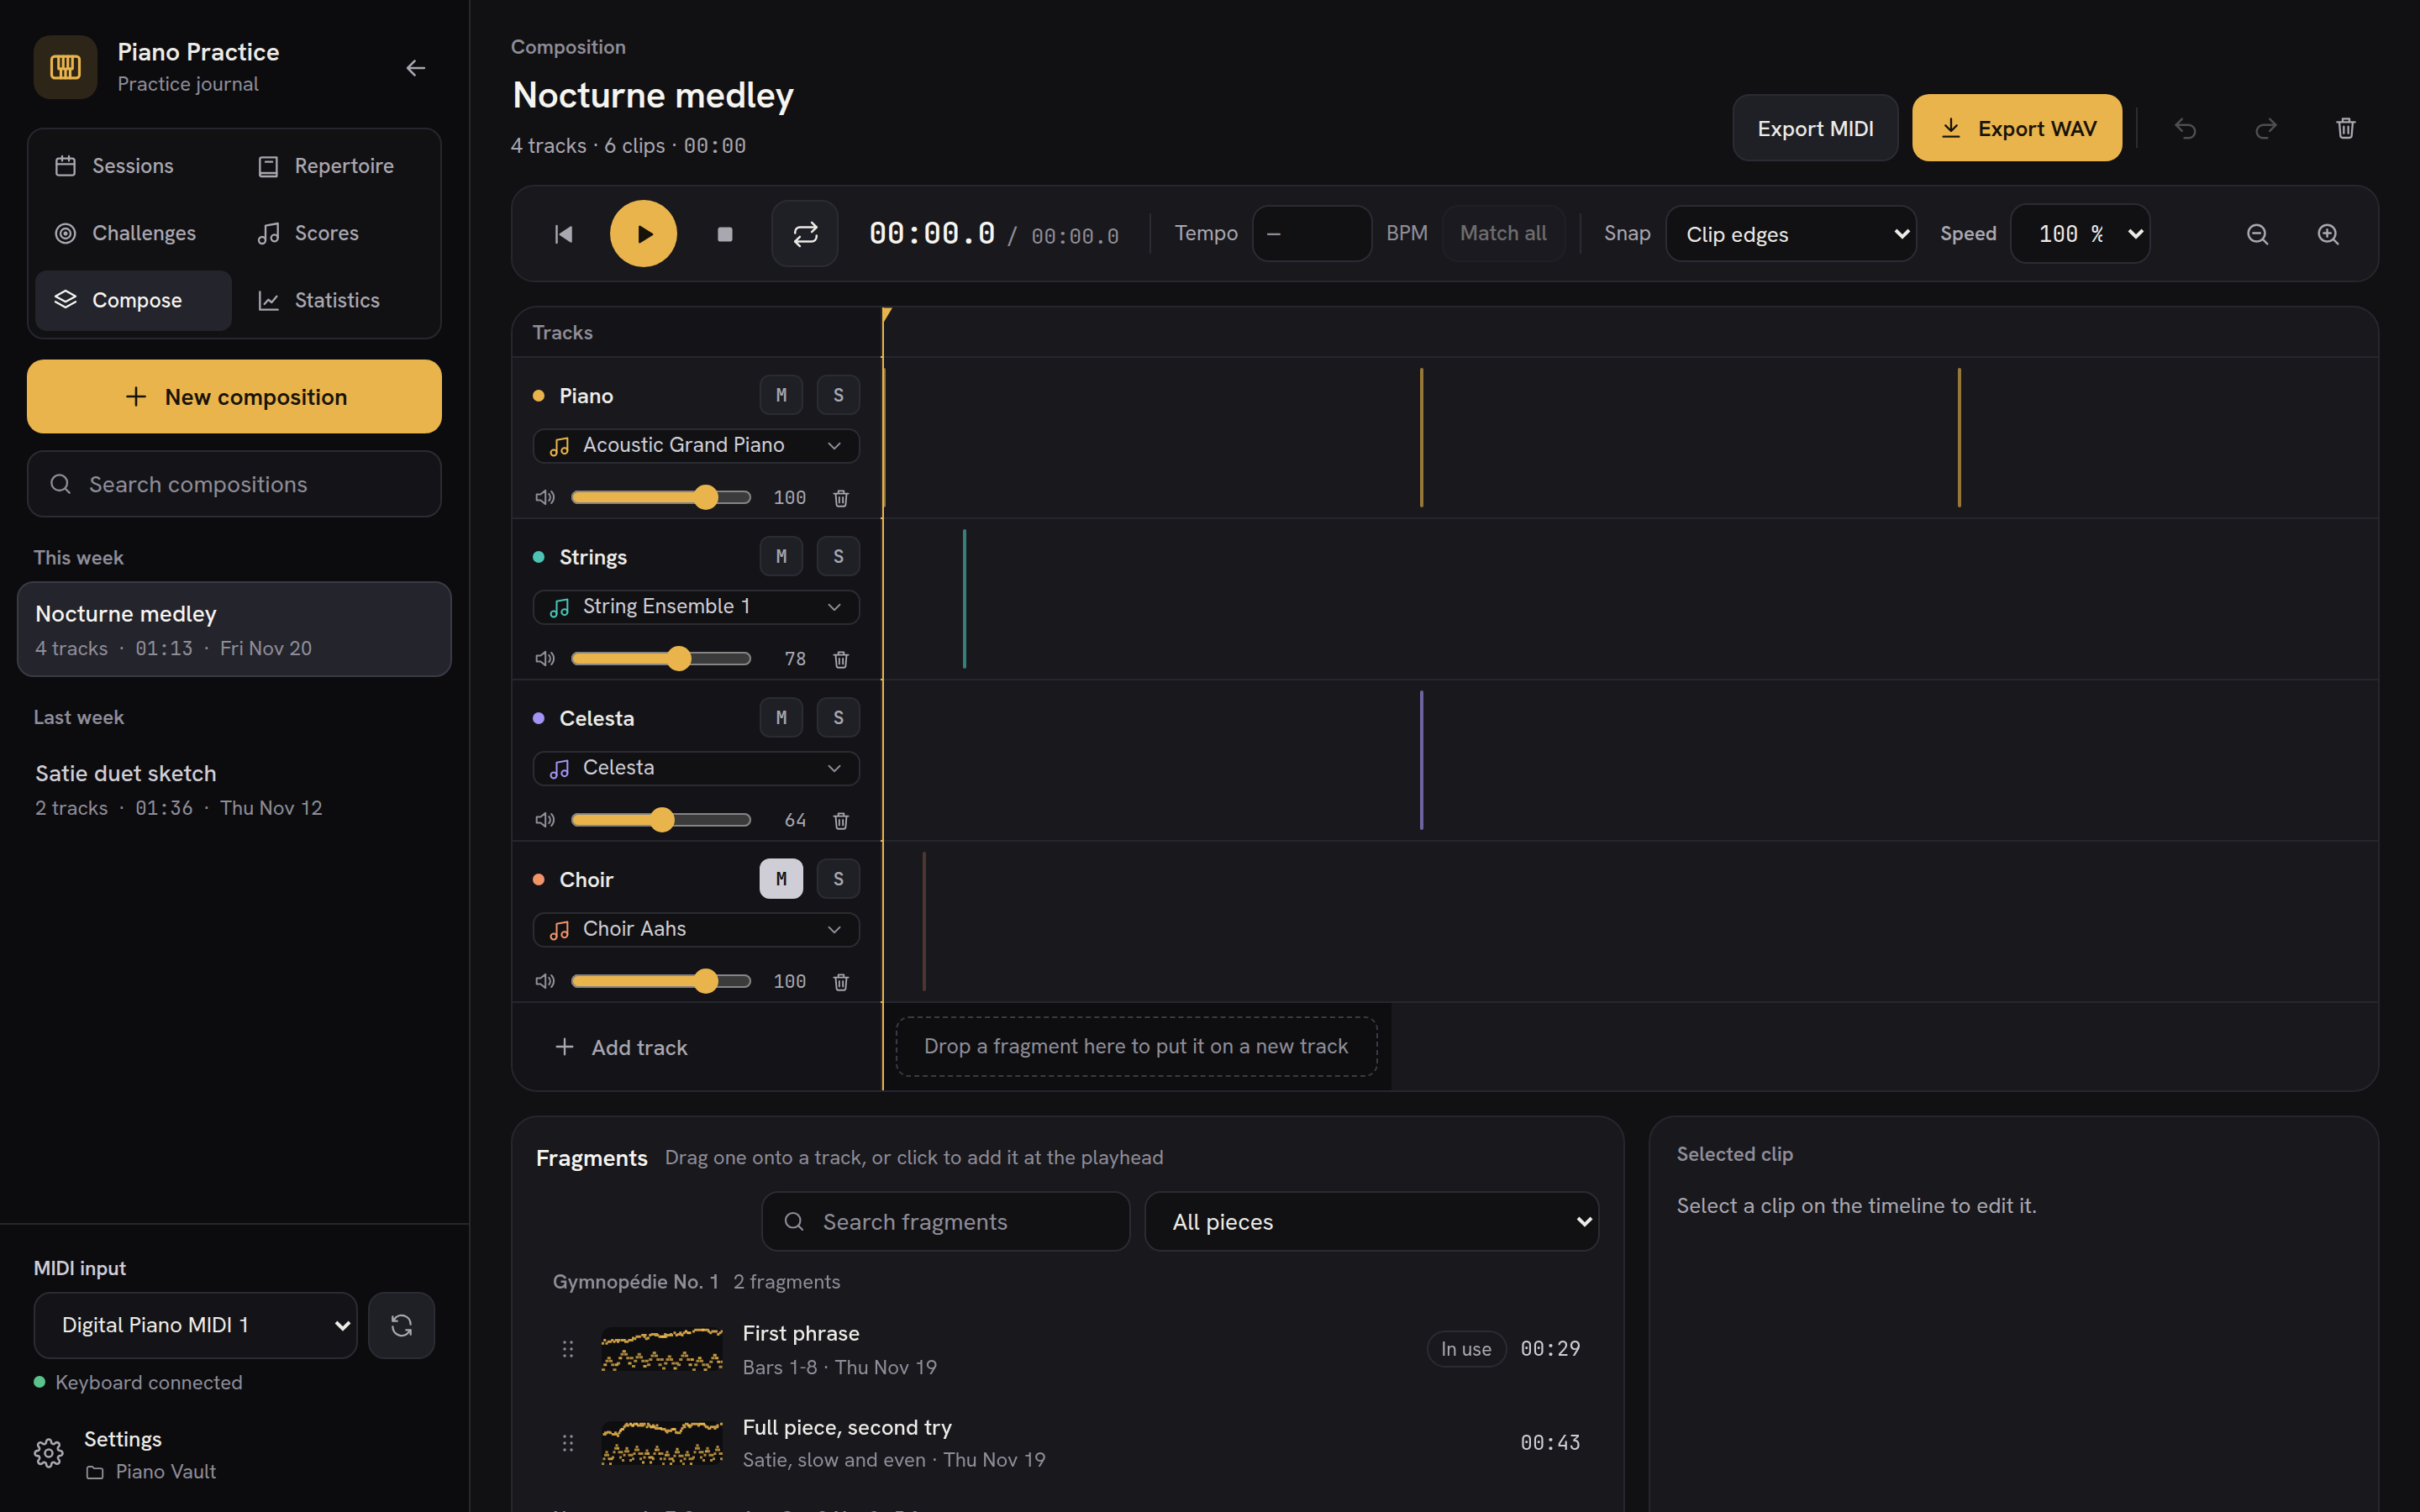 Piano Practice
Practice journal
Sessions
Repertoire
Challenges
Scores
Compose
Statistics
New composition
Search compositions
This week
Nocturne medley
4 tracks · 01:13 · Fri Nov 20
Last week
Satie duet sketch
2 tracks · 01:36 · Thu Nov 12
MIDI input
Digital Piano MIDI 1
Keyboard connected
Settings
Piano Vault
Composition
Nocturne medley
4 tracks · 6 clips · 00:00
Export MIDI
Export WAV
00:00.0 / 00:00.0
Tempo
–
BPM
Match all
Snap
Clip edges
Speed
100 %
Tracks
Piano
M
S
Acoustic Grand Piano
100
Strings
M
S
String Ensemble 1
78
Celesta
M
S
Celesta
64
Choir
M
S
Choir Aahs
100
Add track
Drop a fragment here to put it on a new track
Fragments
Drag one onto a track, or click to add it at the playhead
Search fragments
All pieces
Gymnopédie No. 1 2 fragments
First phrase
Bars 1-8 · Thu Nov 19
In use
00:29
Full piece, second try
Satie, slow and even · Thu Nov 19
00:43
Selected clip
Select a clip on the timeline to edit it.